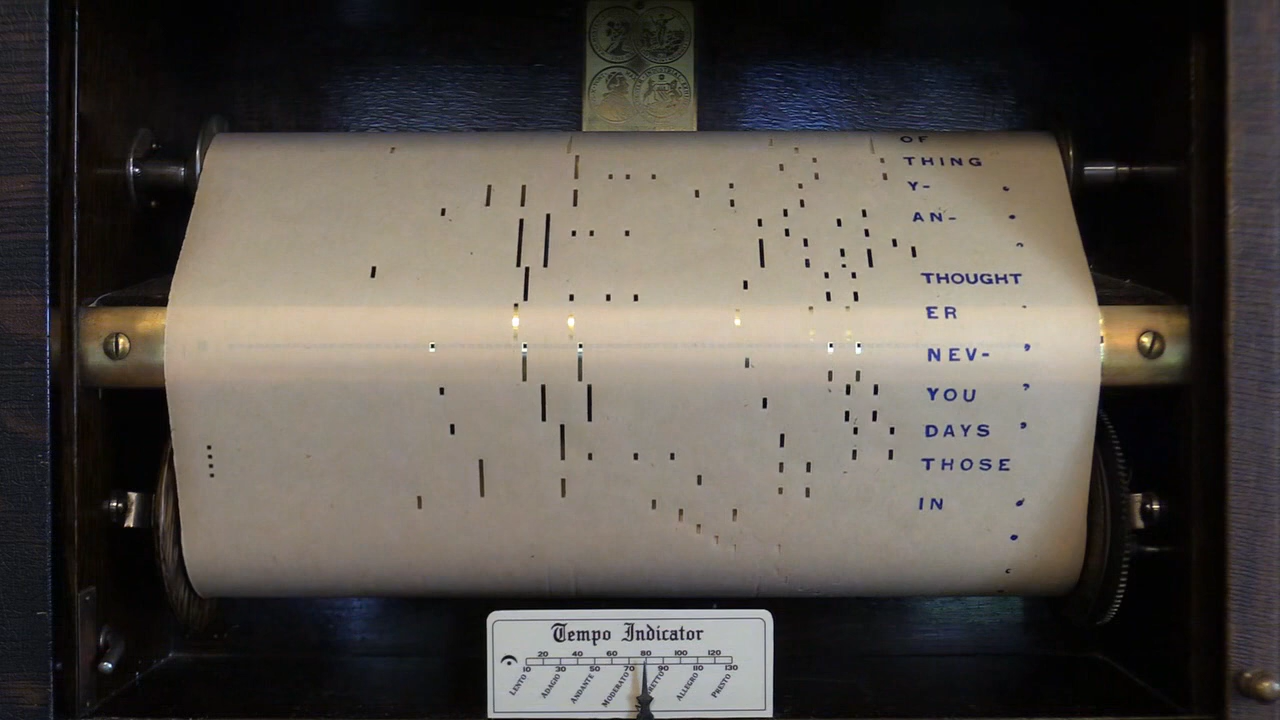 OF
THING
Y-
AN-
THOUGHT
ER
NEV-
YOU
DAYS
THOSE
IN
Tempo Indicator
20 40 60 80 100 120
10 30 50 70 90 110 130
LENTO ADAGIO ANDANTE MODERATO ALLEGRO PRESTO